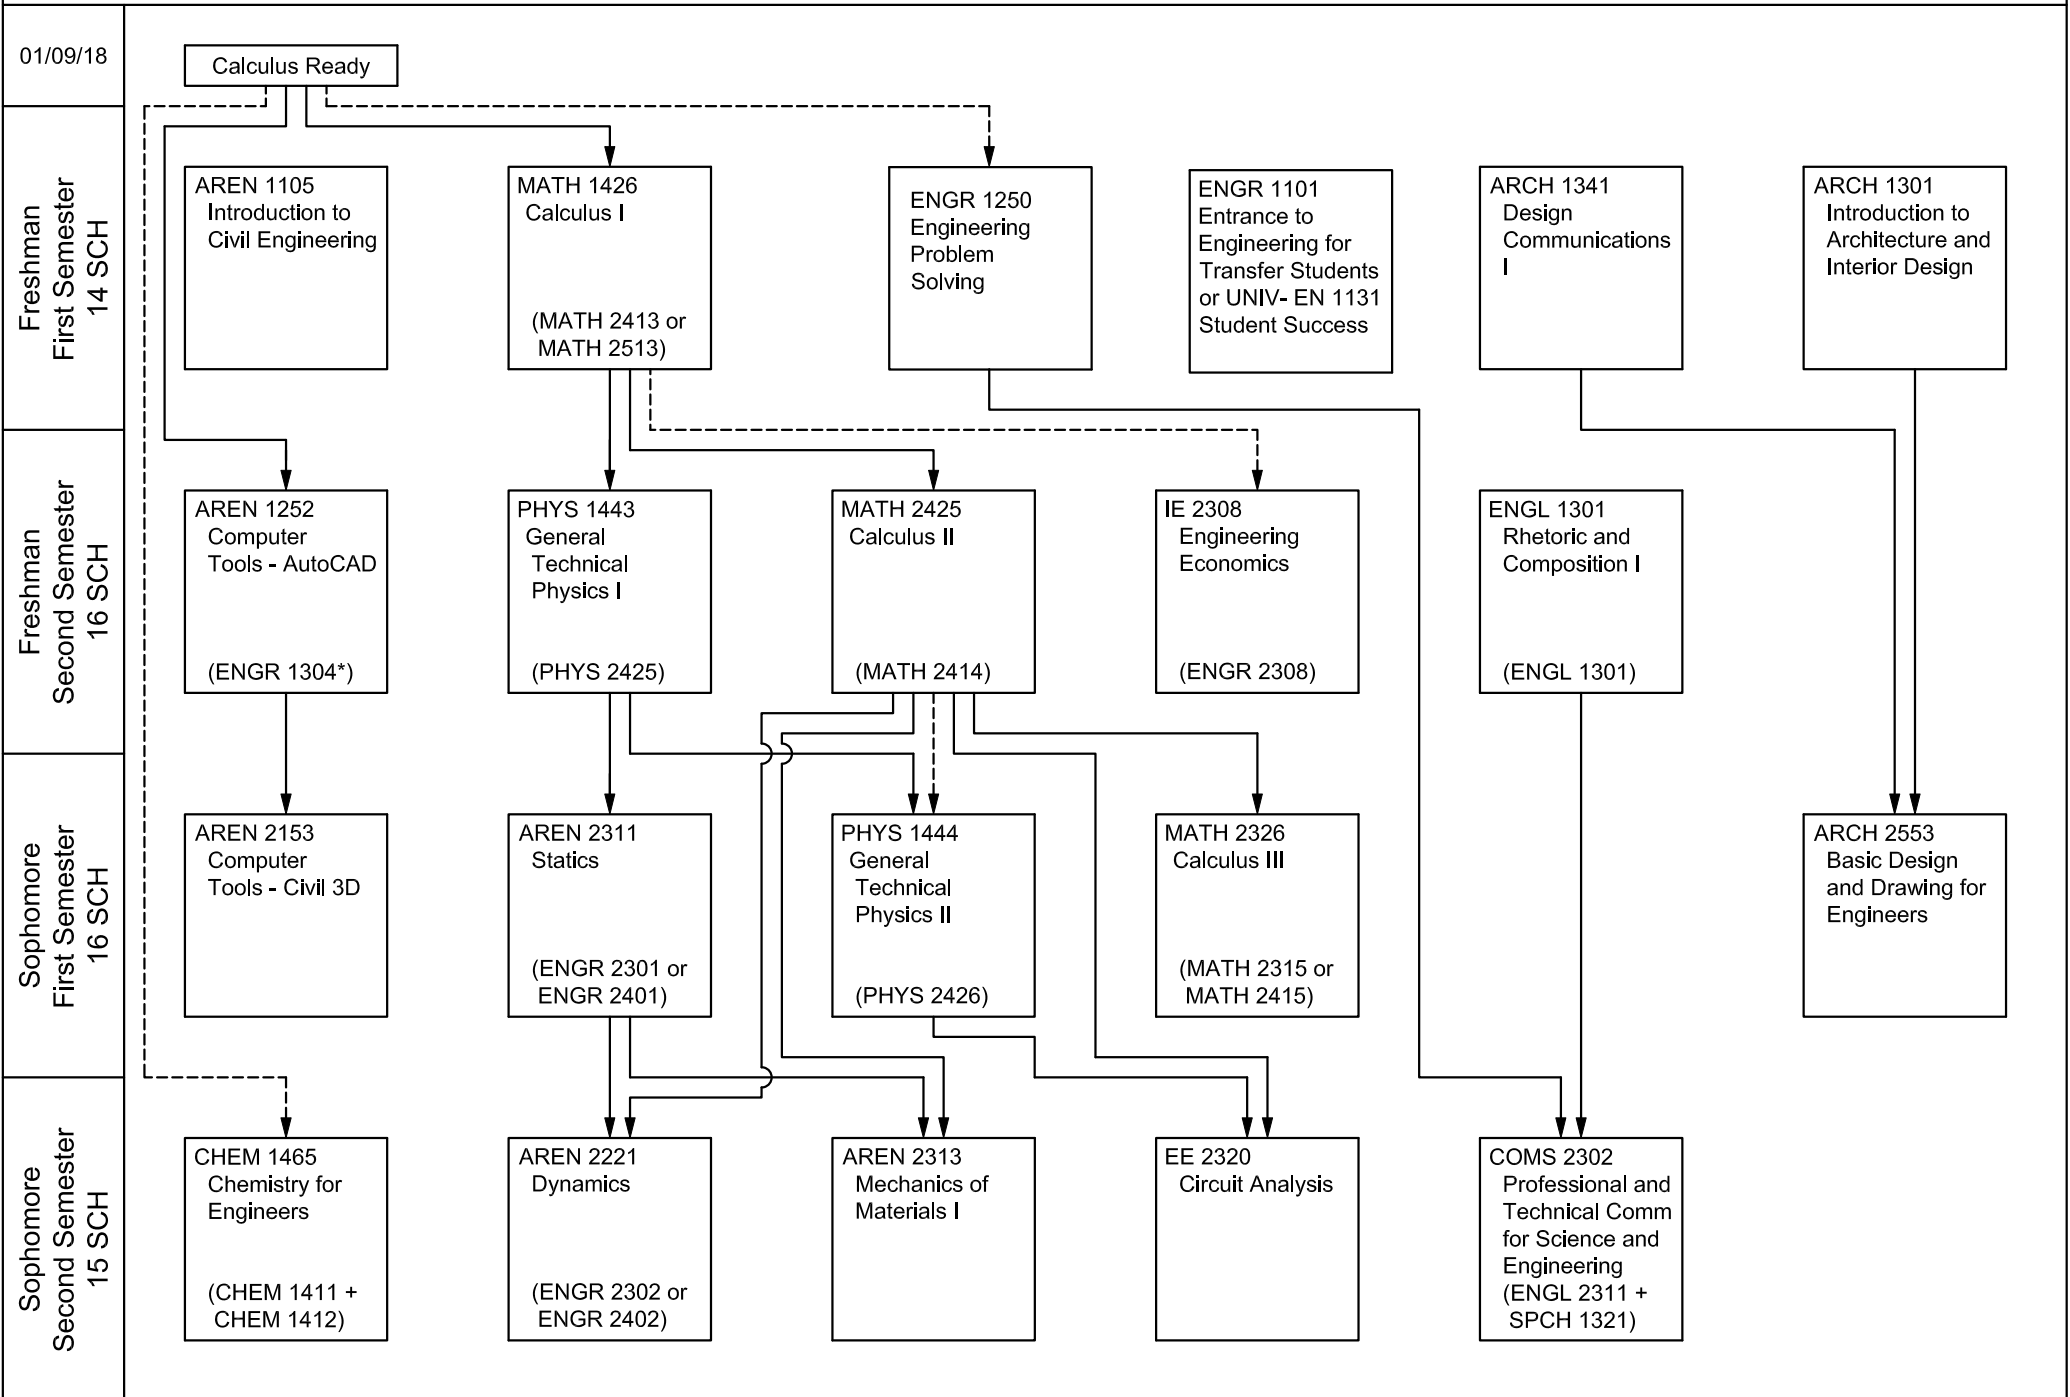 01/09/18
Calculus Ready
Freshman
First Semester
14 SCH
AREN 1105
Introduction to
Civil Engineering
MATH 1426
Calculus I
(MATH 2413 or
MATH 2513)
ENGR 1250
Engineering
Problem
Solving
ENGR 1101
Entrance to
Engineering for
Transfer Students
or UNIV- EN 1131
Student Success
ARCH 1341
Design
Communications
I
ARCH 1301
Introduction to
Architecture and
Interior Design
Freshman
Second Semester
16 SCH
AREN 1252
Computer
Tools - AutoCAD
(ENGR 1304*)
PHYS 1443
General
Technical
Physics I
(PHYS 2425)
MATH 2425
Calculus II
(MATH 2414)
IE 2308
Engineering
Economics
(ENGR 2308)
ENGL 1301
Rhetoric and
Composition I
(ENGL 1301)
Sophomore
First Semester
16 SCH
AREN 2153
Computer
Tools - Civil 3D
AREN 2311
Statics
(ENGR 2301 or
ENGR 2401)
PHYS 1444
General
Technical
Physics II
(PHYS 2426)
MATH 2326
Calculus III
(MATH 2315 or
MATH 2415)
ARCH 2553
Basic Design
and Drawing for
Engineers
Sophomore
Second Semester
15 SCH
CHEM 1465
Chemistry for
Engineers
(CHEM 1411 +
CHEM 1412)
AREN 2221
Dynamics
(ENGR 2302 or
ENGR 2402)
AREN 2313
Mechanics of
Materials I
EE 2320
Circuit Analysis
COMS 2302
Professional and
Technical Comm
for Science and
Engineering
(ENGL 2311 +
SPCH 1321)